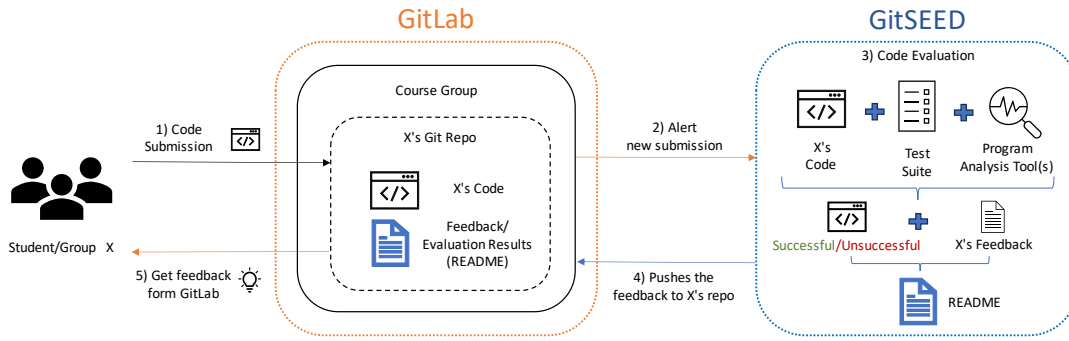 GitLab
GitSEED
3) Code Evaluation
Course Group
1) Code
Submission
</>
X's Git Repo
2) Alert
new submission
</>
X's
Code
Test
Suite
Program
Analysis Tool(s)
</>
X's Code
Feedback/
Evaluation Results
(README)
Student/Group X
</>
Successful/Unsuccessful
X's Feedback
5) Get feedback
form GitLab
4) Pushes the
feedback to X's repo
README